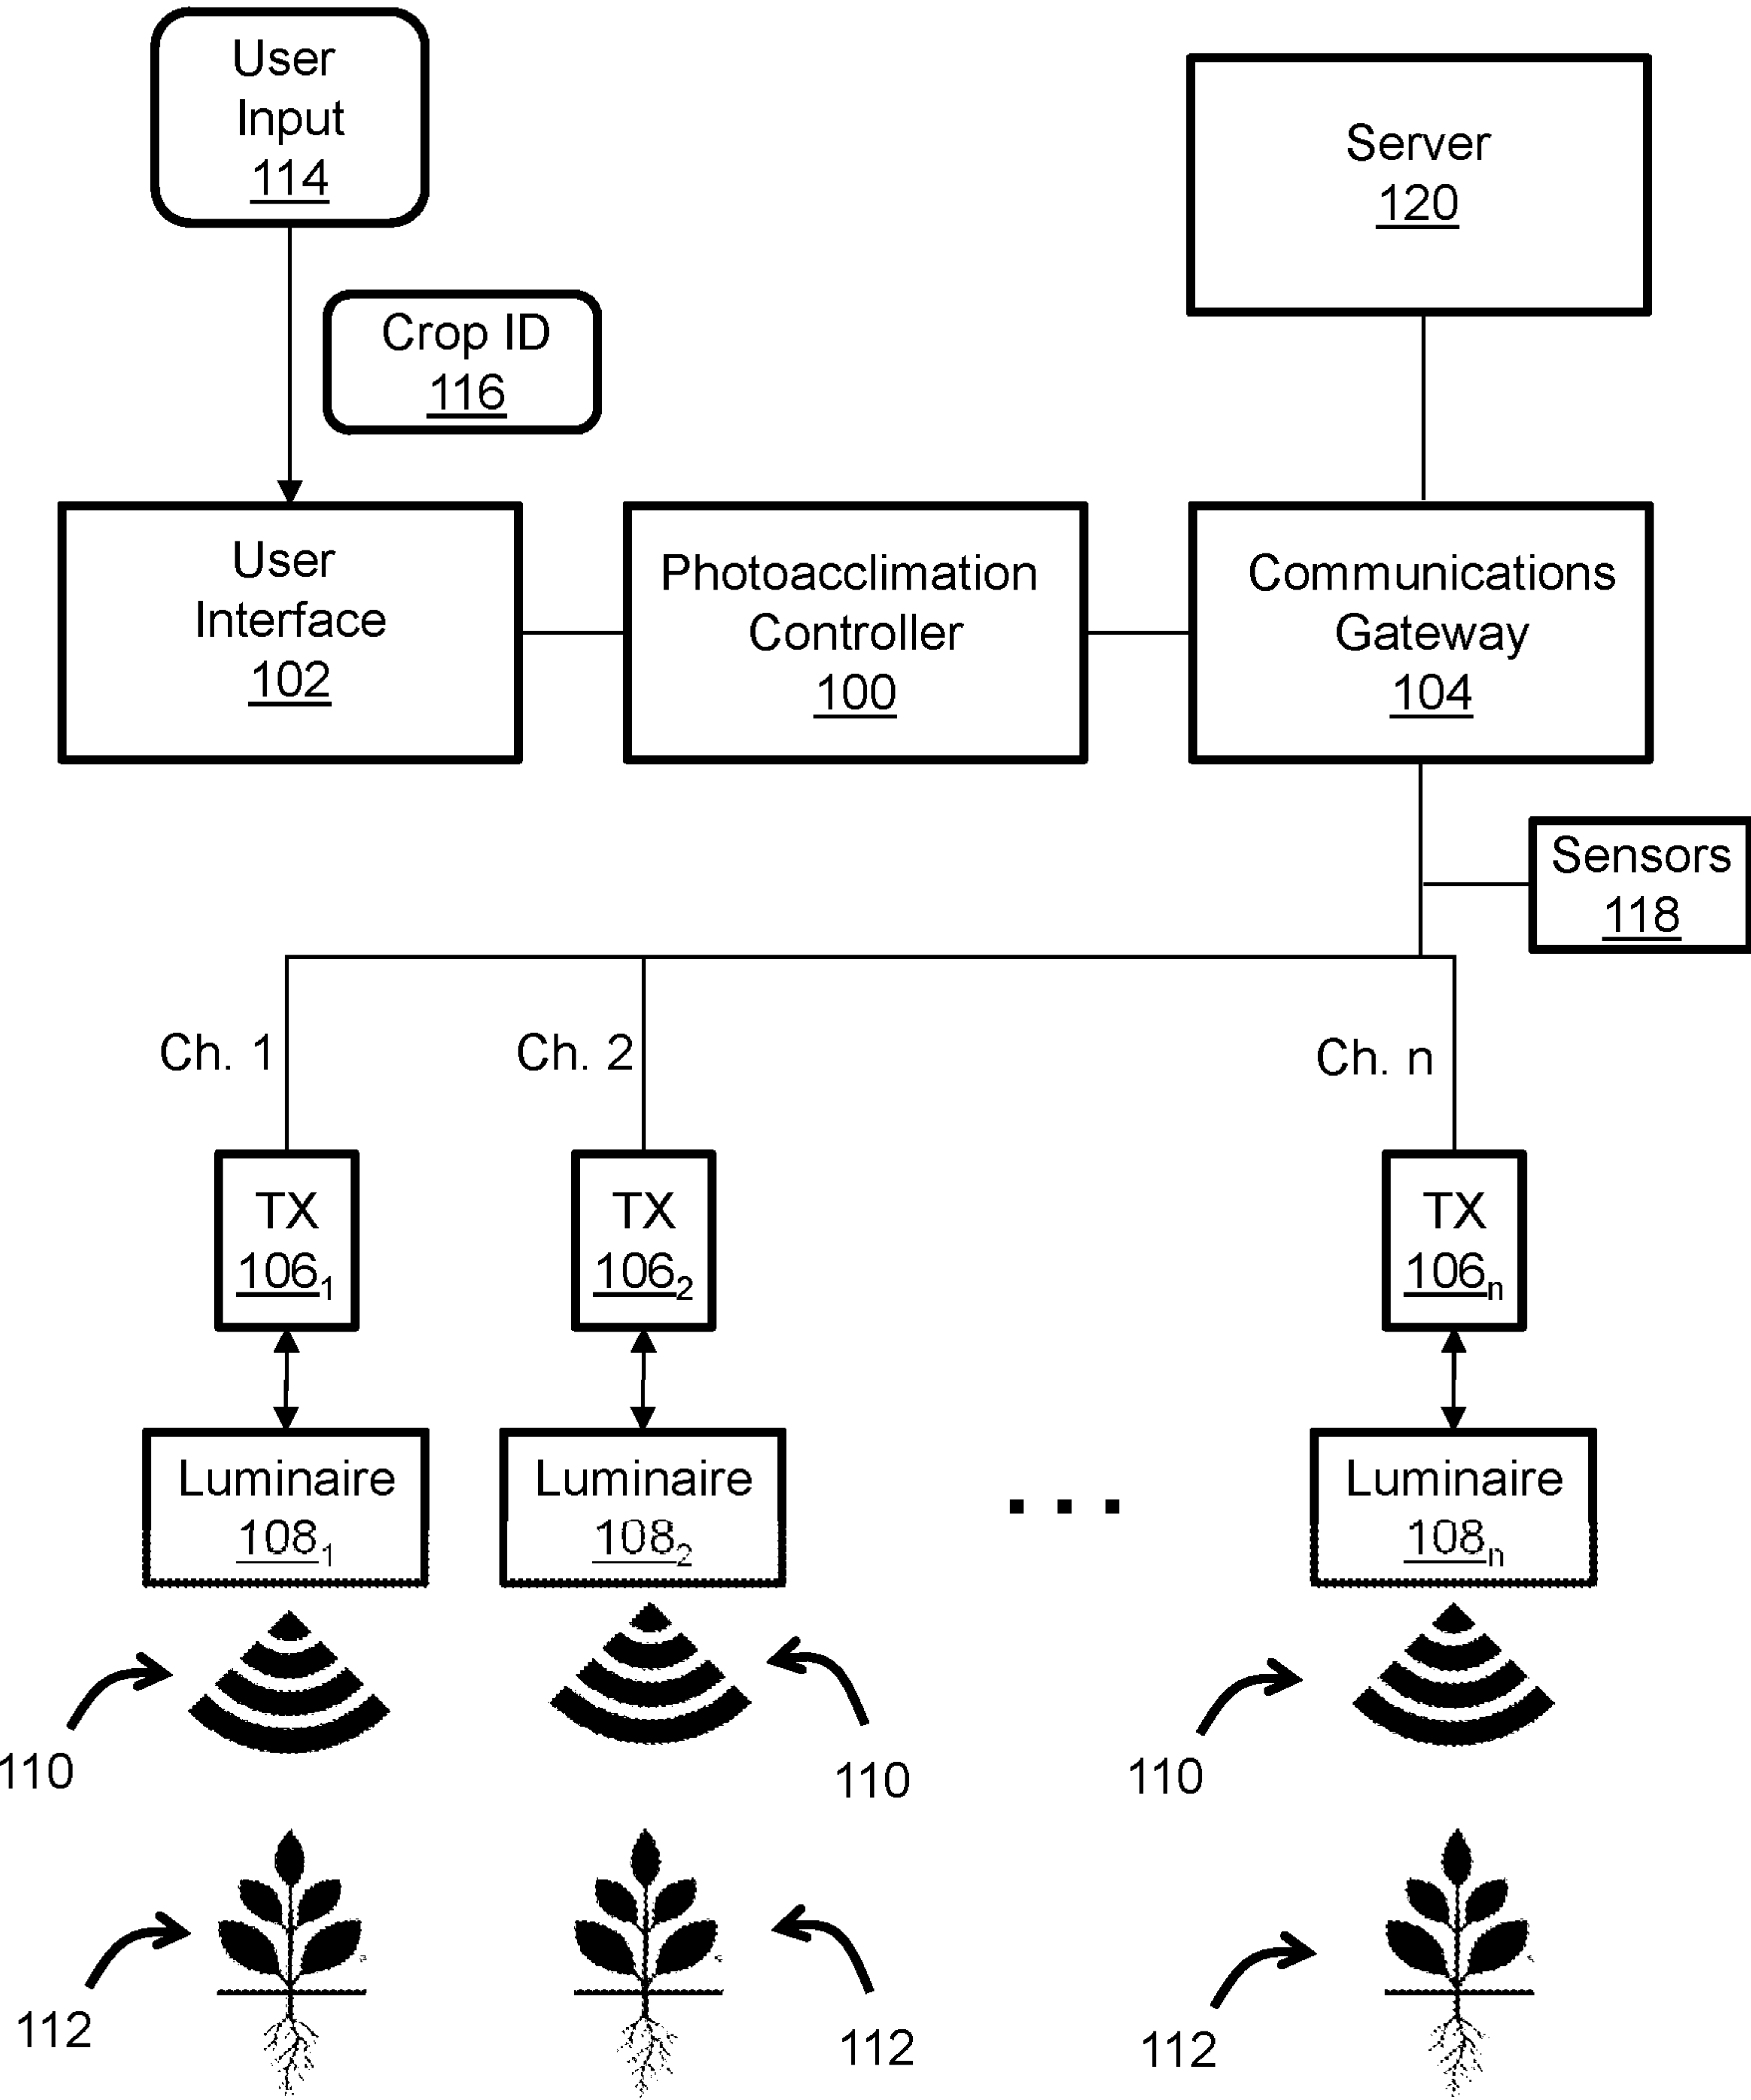 User
Input
114
Server
120
Crop ID
116
User
Interface
102
Photoacclimation
Controller
100
Communications
Gateway
104
Sensors
118
Ch. 1
Ch. 2
Ch. n
TX
106₁
TX
106₂
TX
106ₙ
Luminaire
108₁
Luminaire
108₂
. . .
Luminaire
108ₙ
110
110
110
112
112
112